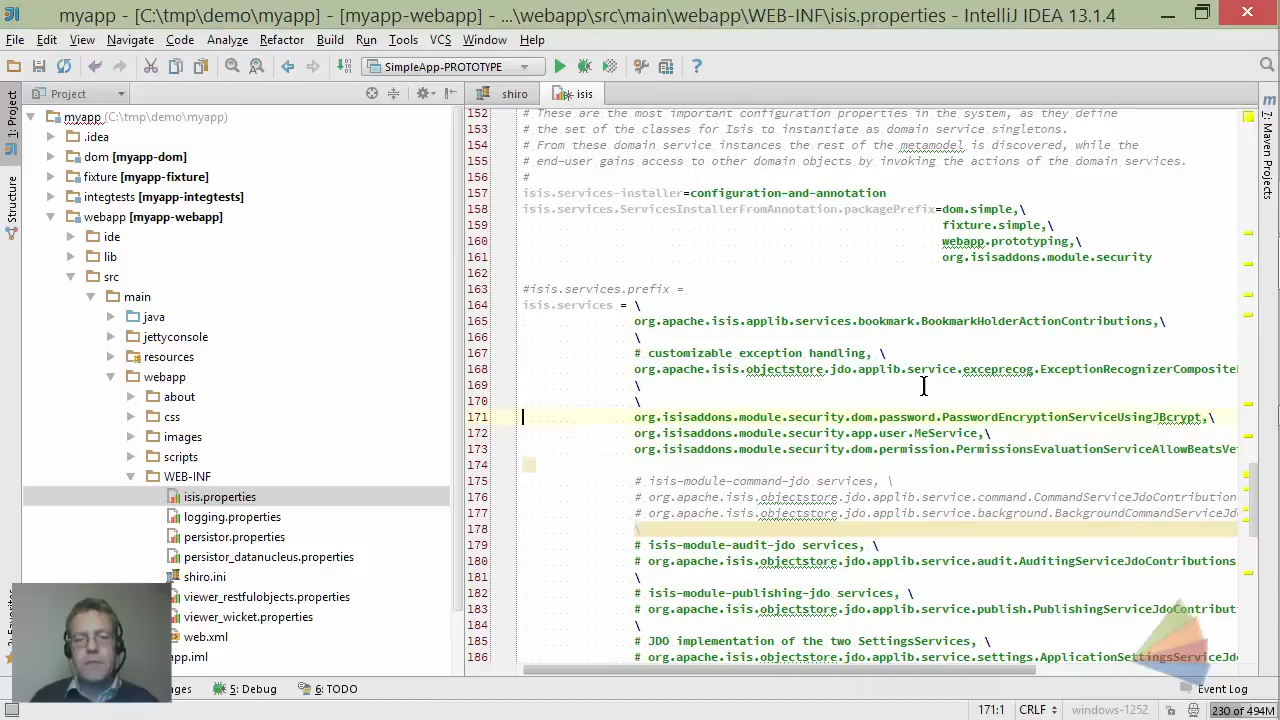 myapp - [C:\tmp\demo\myapp] - [myapp-webapp] - ...\webapp\src\main\webapp\WEB-INF\isis.properties - IntelliJ IDEA 13.1.4
File Edit View Navigate Code Analyze Refactor Build Run Tools VCS Window Help
SimpleApp-PROTOTYPE
Project
shiro
isis
1: Project
Structure
m
Z: Maven
myapp (C:\tmp\demo\myapp)
.idea
dom [myapp-dom]
fixture [myapp-fixture]
integtests [myapp-integtests]
webapp [myapp-webapp]
ide
lib
src
main
java
jettyconsole
resources
webapp
about
css
images
scripts
WEB-INF
isis.properties
logging.properties
persistor.properties
persistor_datanucleus.properties
shiro.ini
viewer_restfulobjects.properties
viewer_wicket.properties
web.xml
152 # These are the most important configuration properties in the system, as they define
153 # the set of the classes for Isis to instantiate as domain service singletons.
154 # From these domain service instances the rest of the metamodel is discovered, while the
155 # end-user gains access to other domain objects by invoking the actions of the domain services.
156 #
157 isis.services-installer=configuration-and-annotation
158 isis.services.ServicesInstallerFromAnnotation.packagePrefix=dom.simple,\
159 fixture.simple,\
160 webapp.prototyping,\
161 org.isisaddons.module.security
162
163 #isis.services.prefix =
164 isis.services = \
165 org.apache.isis.applib.services.bookmark.BookmarkHolderActionContributions,\
166 \
167 # customizable exception handling, \
168 org.apache.isis.objectstore.jdo.applib.service.exceprecog.ExceptionRecognizerComposite
169 \
170 \
171 org.isisaddons.module.security.dom.password.PasswordEncryptionServiceUsingJBcrypt,\
172 org.isisaddons.module.security.app.user.MeService,\
173 org.isisaddons.module.security.dom.permission.PermissionsEvaluationServiceAllowBeatsVe
174
175 # isis-module-command-jdo services, \
176 # org.apache.isis.objectstore.jdo.applib.service.command.CommandServiceJdoContribution
177 # org.apache.isis.objectstore.jdo.applib.service.background.BackgroundCommandServiceJd
178 \
179 # isis-module-audit-jdo services, \
180 # org.apache.isis.objectstore.jdo.applib.service.audit.AuditingServiceJdoContributions
181 \
182 # isis-module-publishing-jdo services, \
183 # org.apache.isis.objectstore.jdo.applib.service.publish.PublishingServiceJdoContribut
184 \
185 # JDO implementation of the two SettingsServices, \
186 # org.apache.isis.objectstore.jdo.applib.service.settings.ApplicationSettingsServiceJd
5: Debug
6: TODO
Event Log
171:1 CRLF windows-1252 230 of 494M